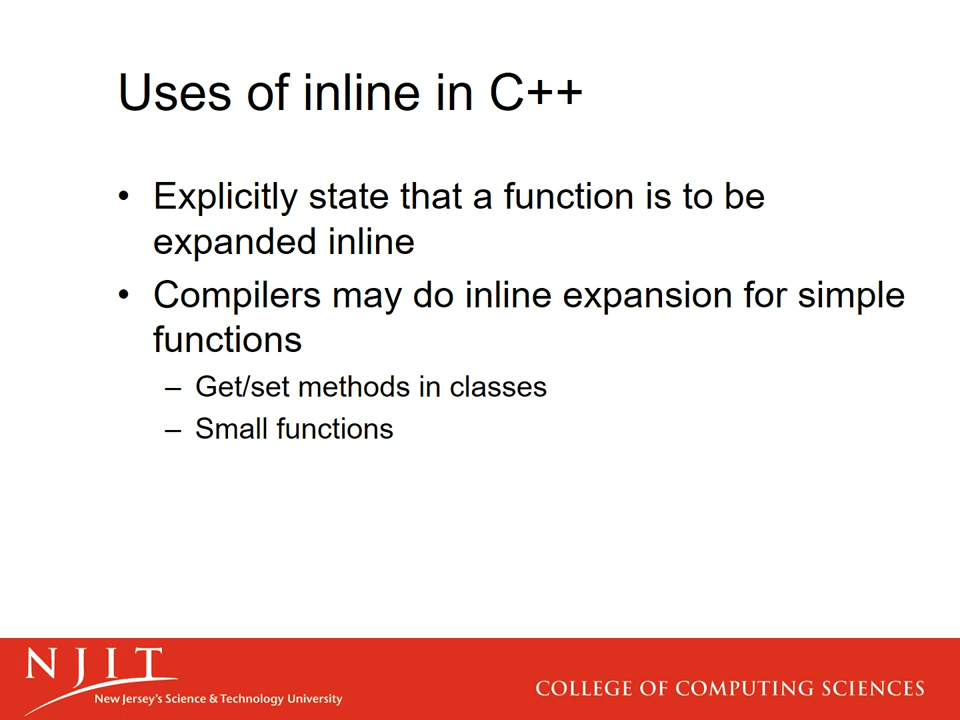 Uses of inline in C++
• Explicitly state that a function is to be
expanded inline
• Compilers may do inline expansion for simple
functions
– Get/set methods in classes
– Small functions
NJIT
New Jersey's Science & Technology University
COLLEGE OF COMPUTING SCIENCES